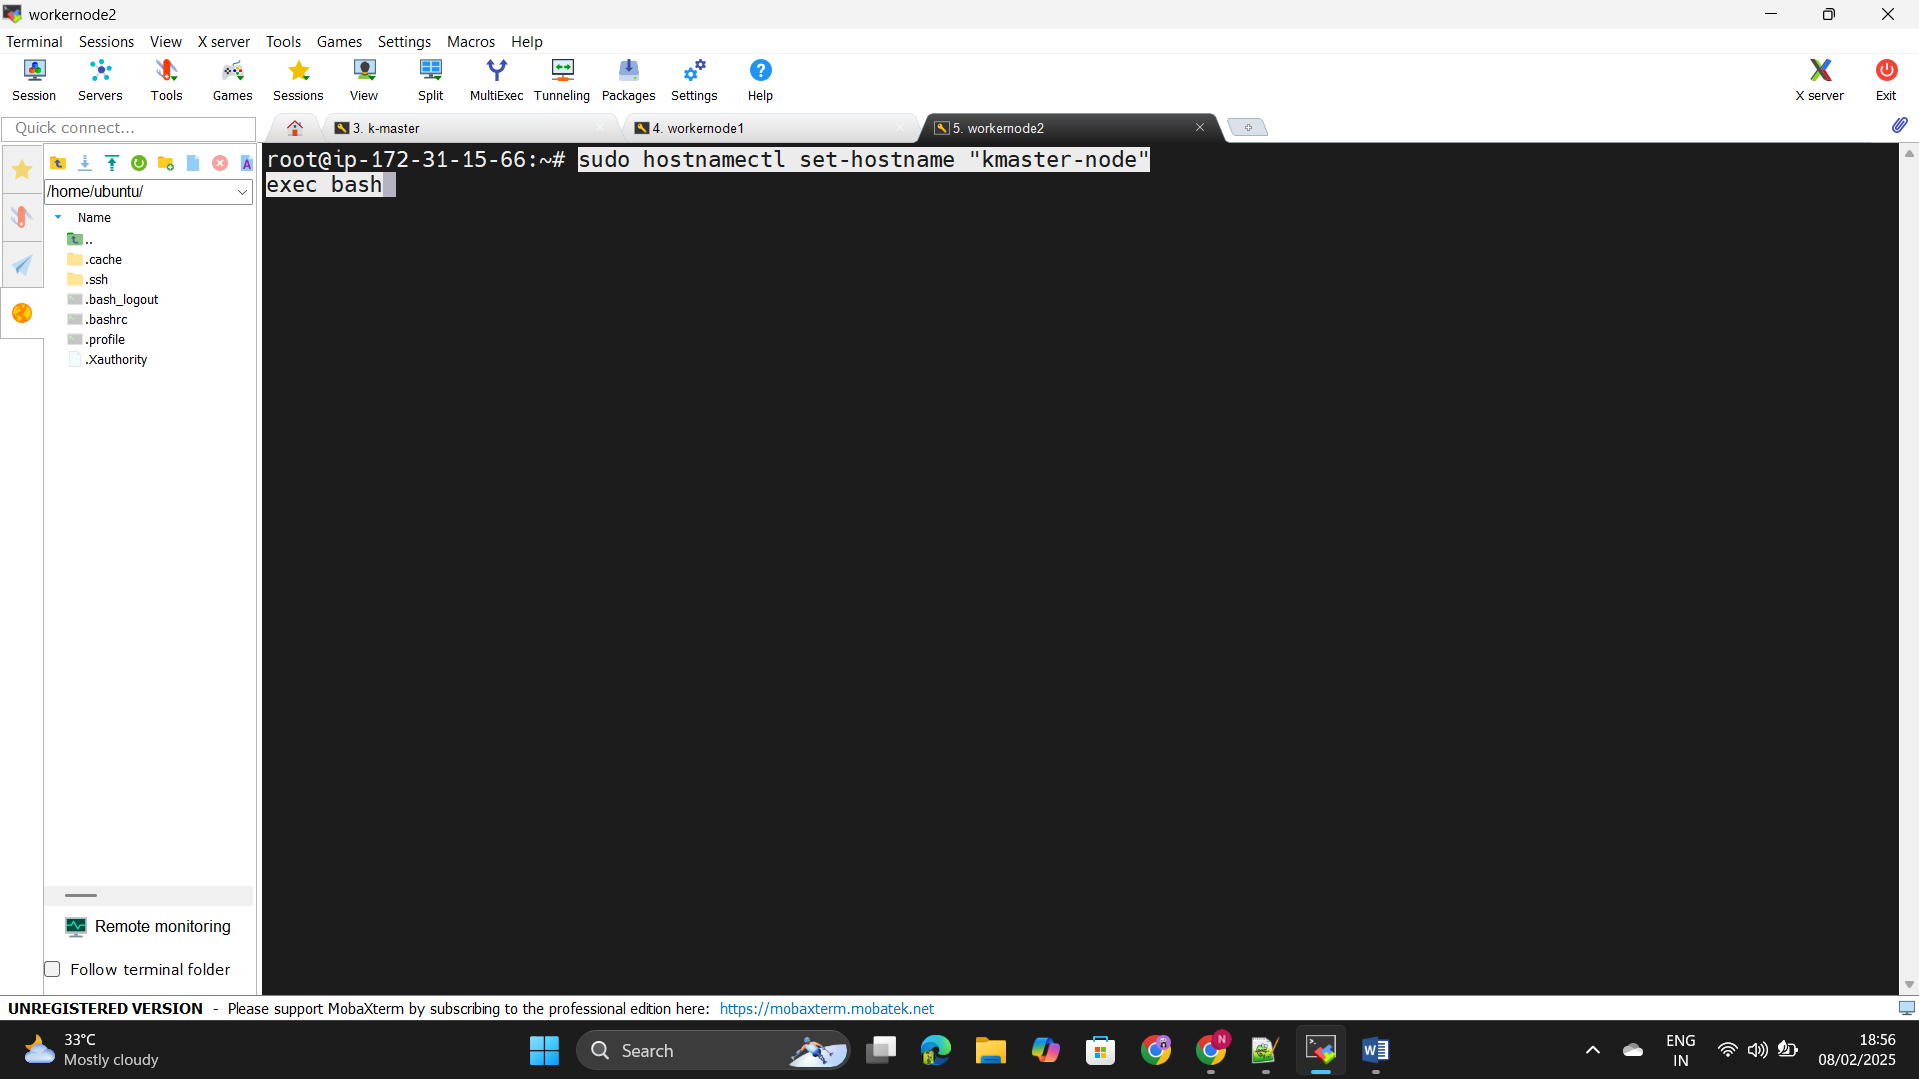 workernode2
Terminal Sessions View X server Tools Games Settings Macros Help
Session Servers Tools Games Sessions View Split MultiExec Tunneling Packages Settings Help X server Exit
Quick connect...
3. k-master
4. workernode1
5. workernode2
/home/ubuntu/
Name
..
.cache
.ssh
.bash_logout
.bashrc
.profile
.Xauthority
root@ip-172-31-15-66:~# sudo hostnamectl set-hostname "kmaster-node"
exec bash
Remote monitoring
Follow terminal folder
UNREGISTERED VERSION - Please support MobaXterm by subscribing to the professional edition here: https://mobaxterm.mobatek.net
33°C
Mostly cloudy
Search
ENG
IN
18:56
08/02/2025